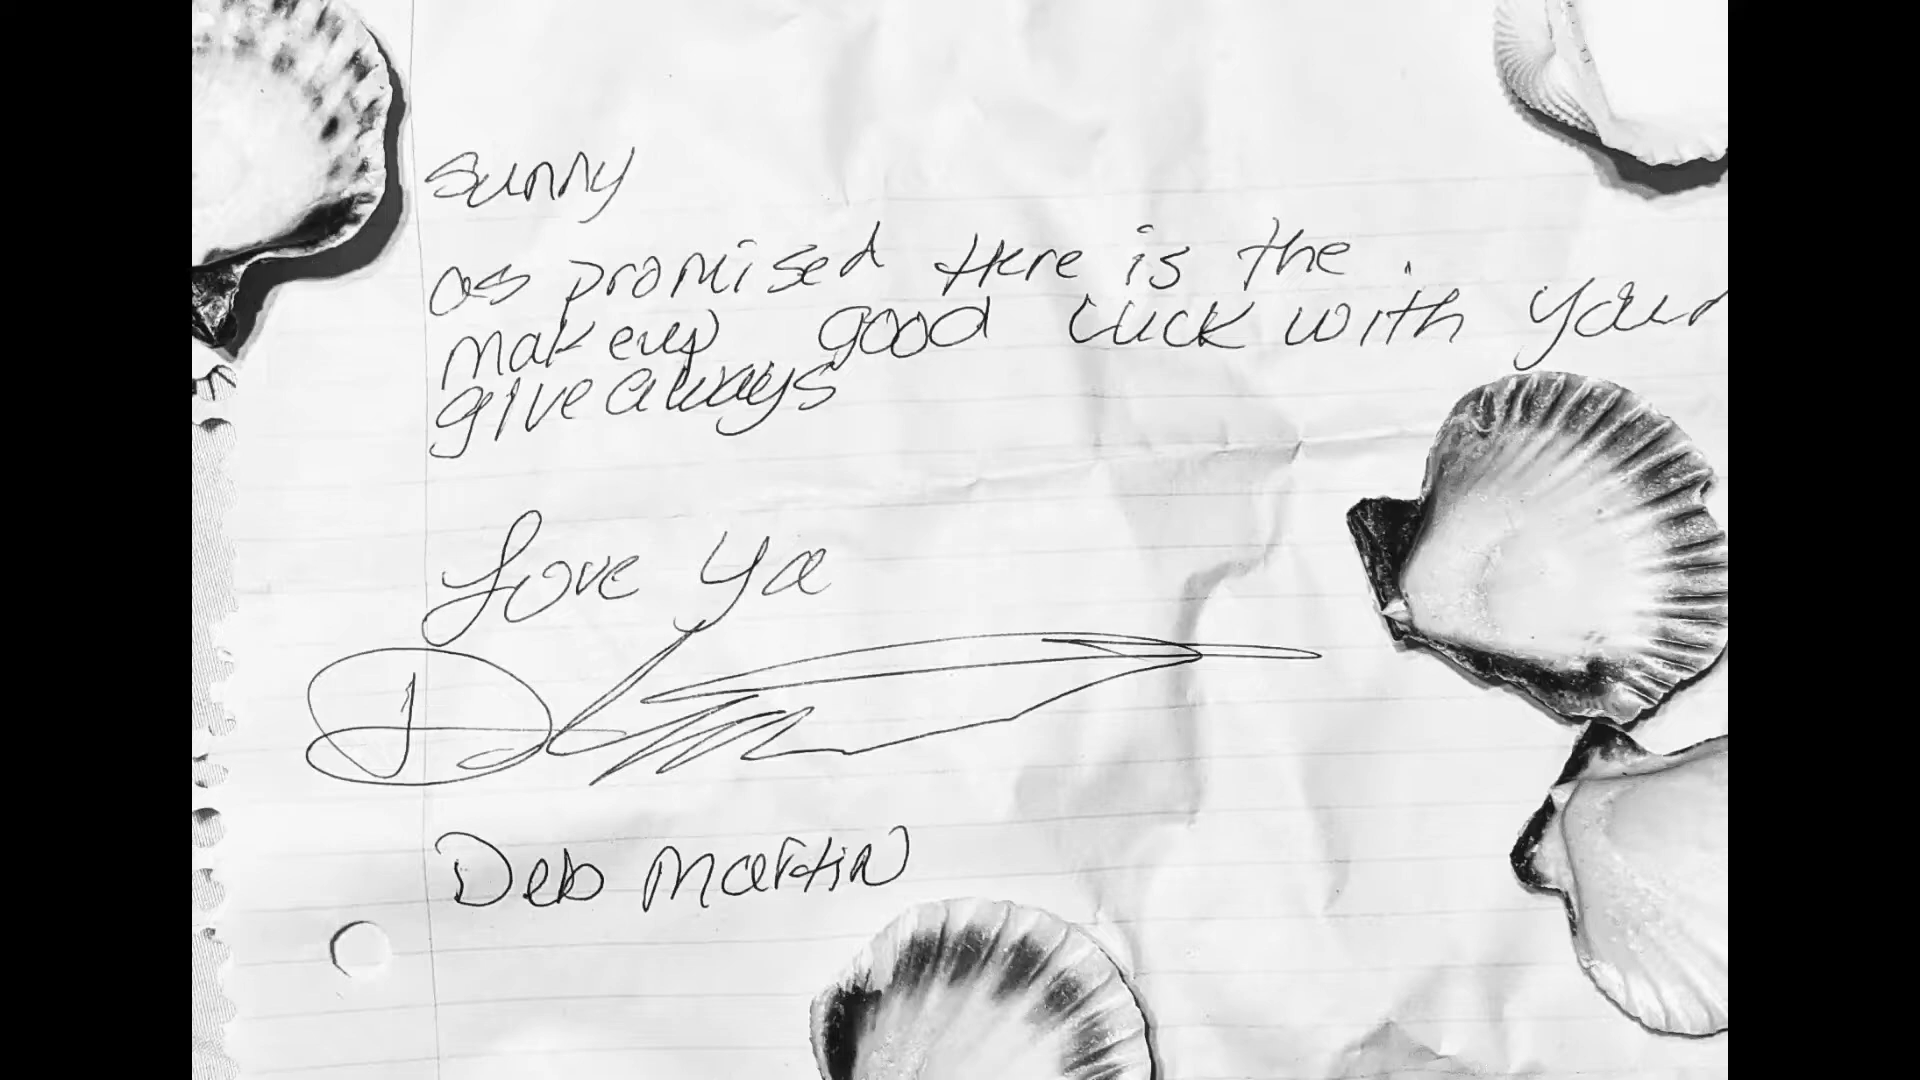 Sunny
as promised Here is the
makeup good luck with your
giveaways
Love ya
Deb Martin